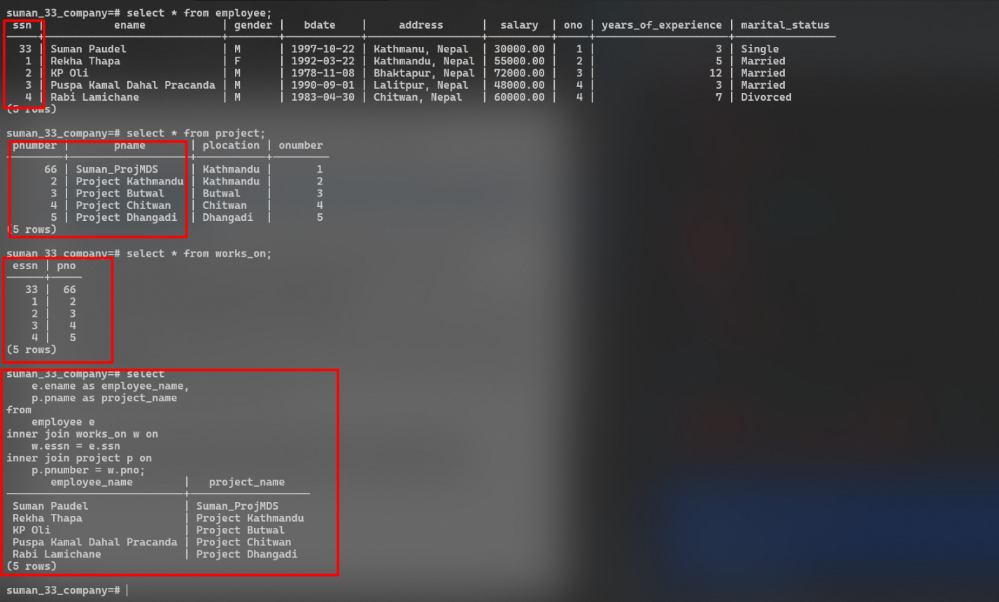 suman_33_company=# select * from employee;
 ssn |           ename            | gender |   bdate    |     address      |  salary  | ono | years_of_experience | marital_status
  33 | Suman Paudel               | M      | 1997-10-22 | Kathmanu, Nepal  | 30000.00 |   1 |                   3 | Single
   1 | Rekha Thapa                | F      | 1992-03-22 | Kathmandu, Nepal | 55000.00 |   2 |                   5 | Married
   2 | KP Oli                     | M      | 1978-11-08 | Bhaktapur, Nepal | 72000.00 |   3 |                  12 | Married
   3 | Puspa Kamal Dahal Pracanda | M      | 1990-09-01 | Lalitpur, Nepal  | 48000.00 |   4 |                   3 | Married
   4 | Rabi Lamichane             | M      | 1983-04-30 | Chitwan, Nepal   | 60000.00 |   4 |                   7 | Divorced
(5 rows)
suman_33_company=# select * from project;
 pnumber |      pname       | plocation | onumber
      66 | Suman_ProjMDS    | Kathmandu |       1
       2 | Project Kathmandu | Kathmandu |       2
       3 | Project Butwal   | Butwal    |       3
       4 | Project Chitwan  | Chitwan   |       4
       5 | Project Dhangadi | Dhangadi  |       5
(5 rows)
suman_33_company=# select * from works_on;
 essn | pno
   33 |  66
    1 |   2
    2 |   3
    3 |   4
    4 |   5
(5 rows)
suman_33_company=# select
    e.ename as employee_name,
    p.pname as project_name
from
    employee e
inner join works_on w on
    w.essn = e.ssn
inner join project p on
    p.pnumber = w.pno;
       employee_name        |   project_name
 Suman Paudel               | Suman_ProjMDS
 Rekha Thapa                | Project Kathmandu
 KP Oli                     | Project Butwal
 Puspa Kamal Dahal Pracanda | Project Chitwan
 Rabi Lamichane             | Project Dhangadi
(5 rows)
suman_33_company=#